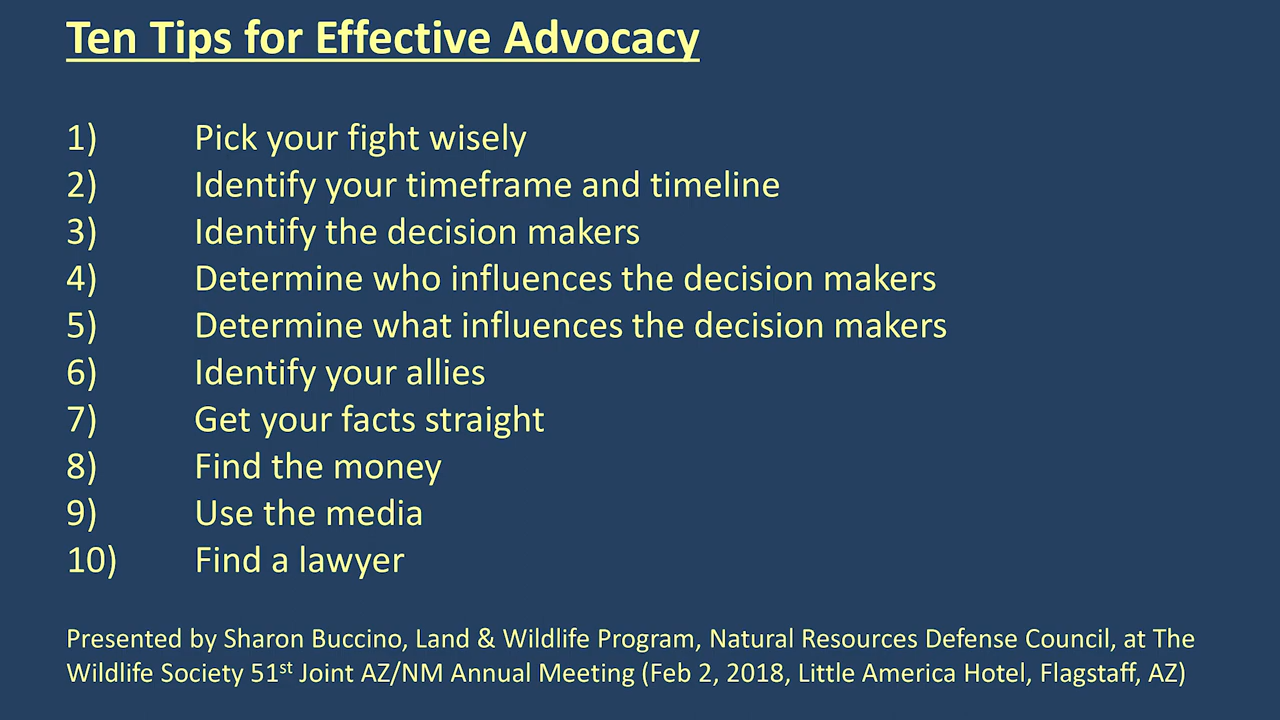 Ten Tips for Effective Advocacy
1) Pick your fight wisely
2) Identify your timeframe and timeline
3) Identify the decision makers
4) Determine who influences the decision makers
5) Determine what influences the decision makers
6) Identify your allies
7) Get your facts straight
8) Find the money
9) Use the media
10) Find a lawyer
Presented by Sharon Buccino, Land & Wildlife Program, Natural Resources Defense Council, at The
Wildlife Society 51st Joint AZ/NM Annual Meeting (Feb 2, 2018, Little America Hotel, Flagstaff, AZ)